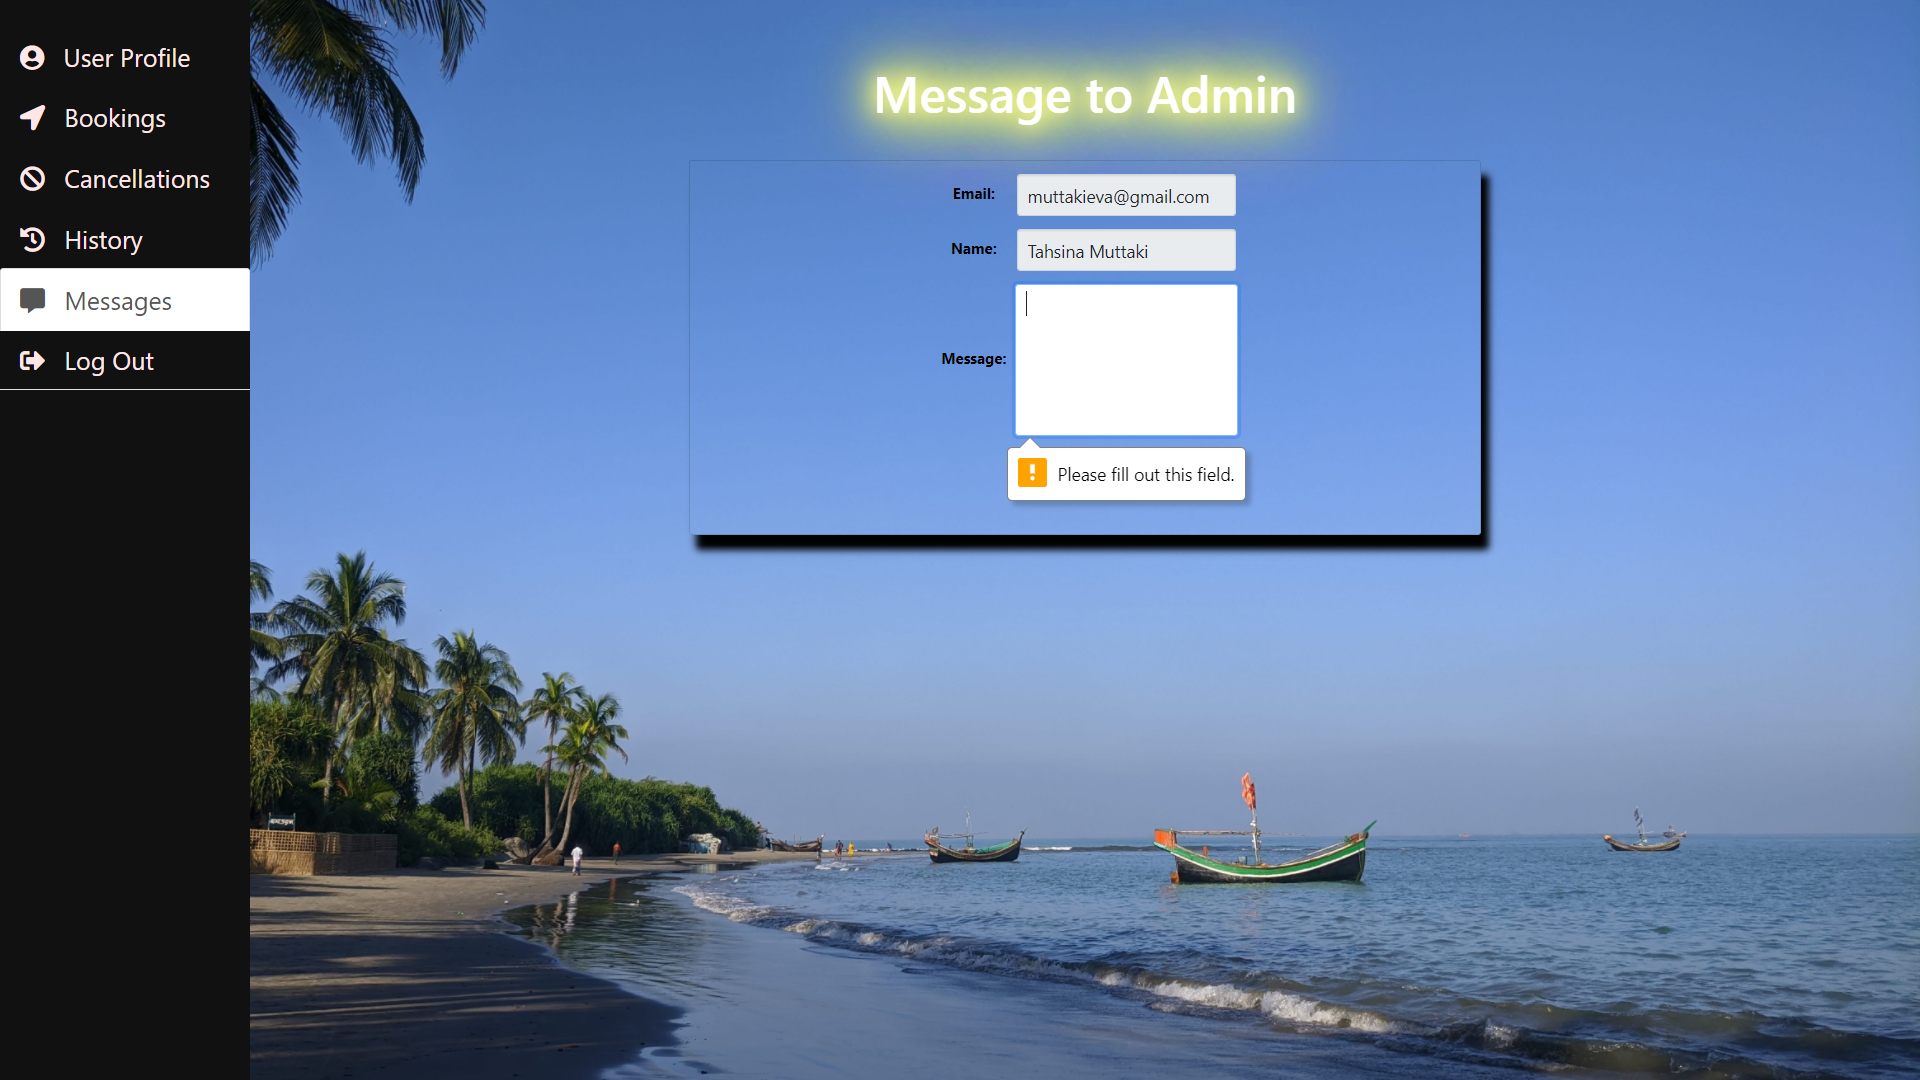 User Profile
Bookings
Cancellations
History
Messages
Log Out
Message to Admin
Email: muttakieva@gmail.com
Name: Tahsina Muttaki
Message:
Please fill out this field.